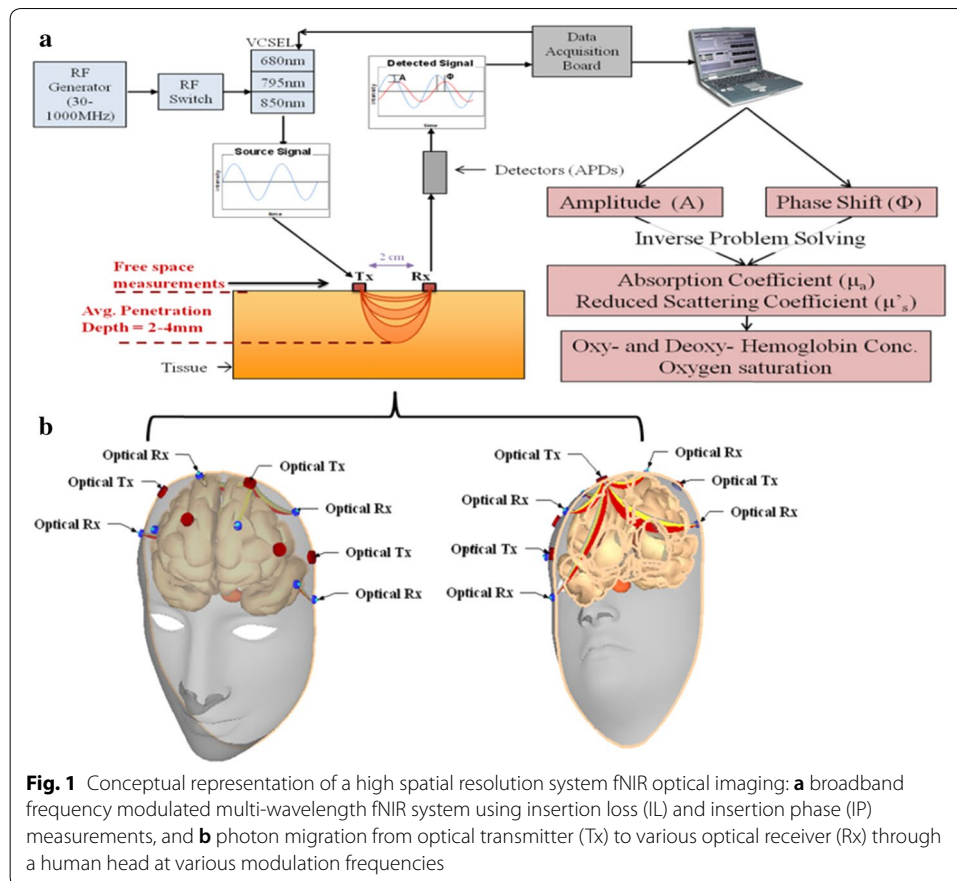 a
VCSEL
RF
Generator
(30-
1000MHz)
RF
Switch
680nm
795nm
850nm
Detected Signal
A
Φ
intensity
time
Data
Acquisition
Board
Source Signal
intensity
time
Detectors (APDs)
Amplitude (A)
Phase Shift (Φ)
Inverse Problem Solving
2 cm
Tx
Rx
Free space
measurements
Avg. Penetration
Depth = 2-4mm
Tissue
Absorption Coefficient (μa)
Reduced Scattering Coefficient (μ's)
Oxy- and Deoxy- Hemoglobin Conc.
Oxygen saturation
b
Optical Rx
Optical Tx
Optical Tx
Optical Rx
Optical Rx
Optical Tx
Optical Rx
Optical Rx
Optical Tx
Optical Tx
Optical Rx
Optical Rx
Optical Tx
Optical Rx
Fig. 1 Conceptual representation of a high spatial resolution system fNIR optical imaging: a broadband
frequency modulated multi-wavelength fNIR system using insertion loss (IL) and insertion phase (IP)
measurements, and b photon migration from optical transmitter (Tx) to various optical receiver (Rx) through
a human head at various modulation frequencies